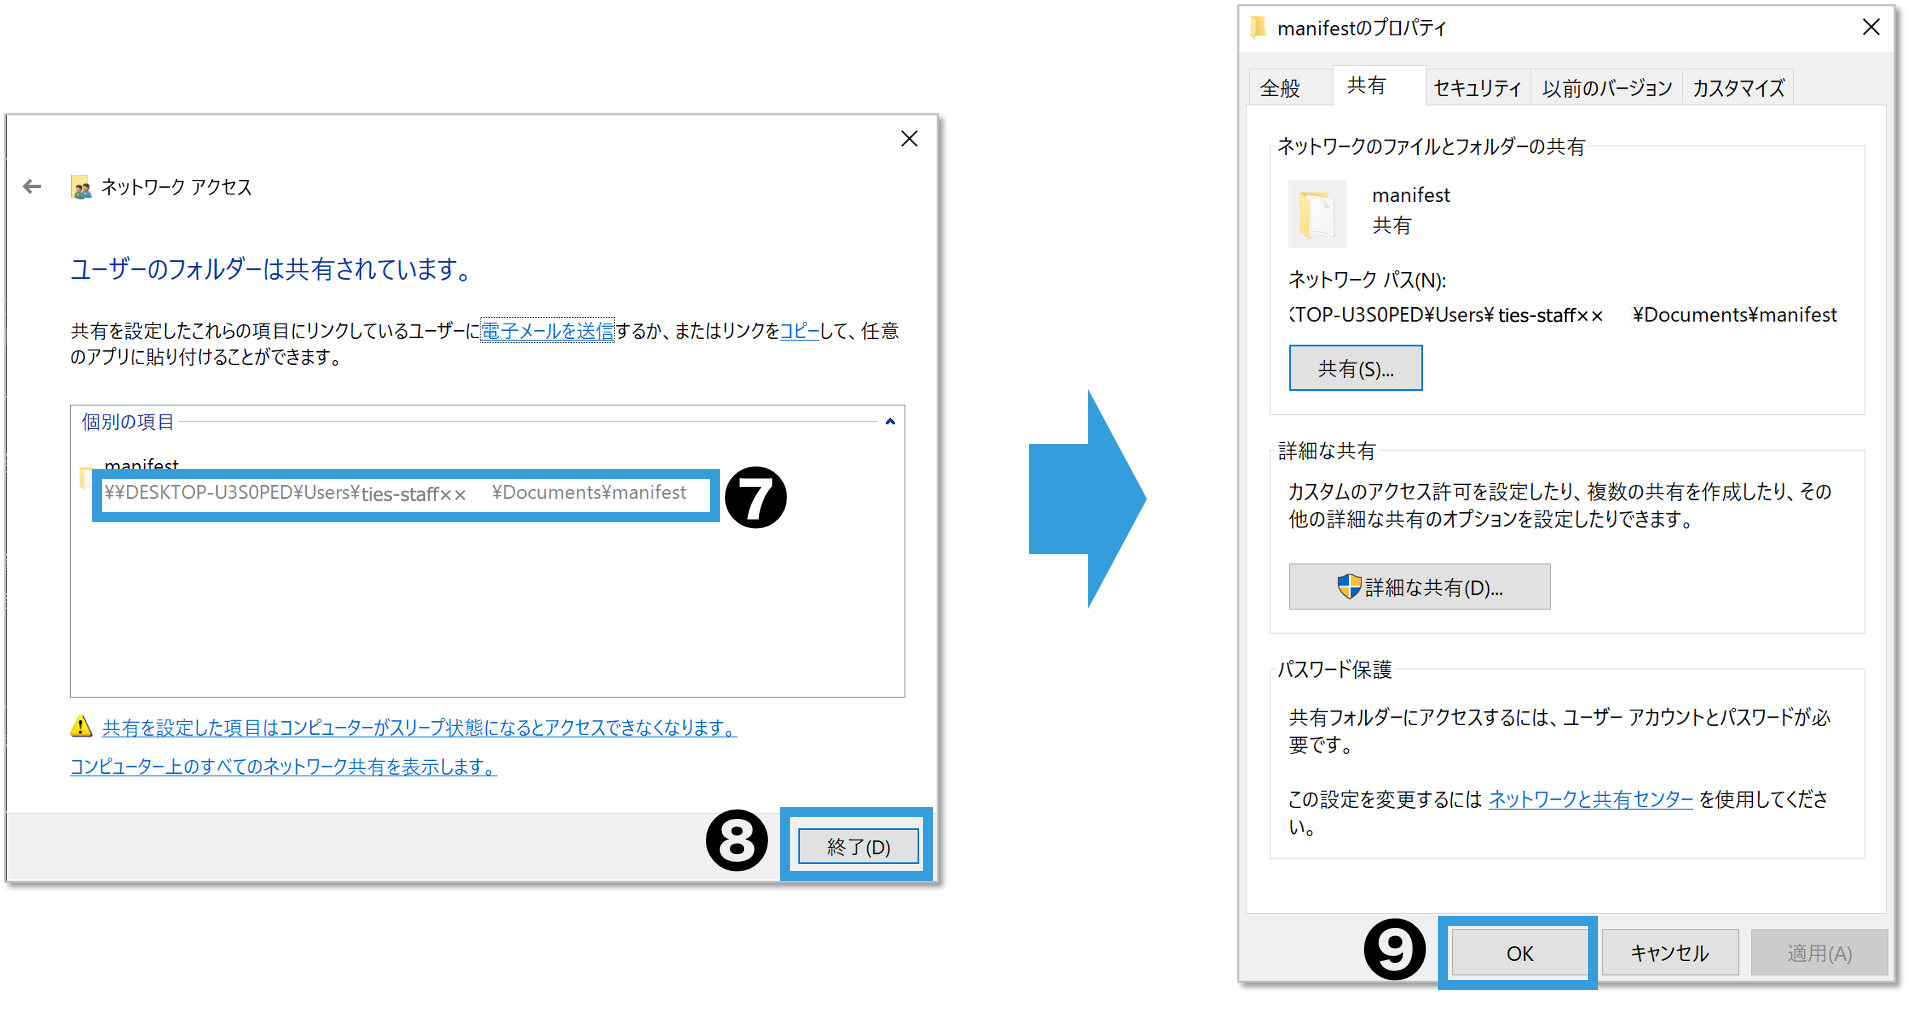 ネットワーク アクセス
ユーザーのフォルダーは共有されています。
共有を設定したこれらの項目にリンクしているユーザーに電子メールを送信するか、またはリンクをコピーして、任意
のアプリに貼り付けることができます。
個別の項目
manifest
¥¥DESKTOP-U3S0PED¥Users¥ties-staff×× ¥Documents¥manifest
❼
共有を設定した項目はコンピューターがスリープ状態になるとアクセスできなくなります。
コンピューター上のすべてのネットワーク共有を表示します。
❽
終了(D)
manifestのプロパティ
全般 共有 セキュリティ 以前のバージョン カスタマイズ
ネットワークのファイルとフォルダーの共有
manifest
共有
ネットワーク パス(N):
KTOP-U3S0PED¥Users¥ties-staff×× ¥Documents¥manifest
共有(S)...
詳細な共有
カスタムのアクセス許可を設定したり、複数の共有を作成したり、その
他の詳細な共有のオプションを設定したりできます。
詳細な共有(D)...
パスワード保護
共有フォルダーにアクセスするには、ユーザー アカウントとパスワードが必
要です。
この設定を変更するには ネットワークと共有センター を使用してくださ
い。
❾
OK キャンセル 適用(A)